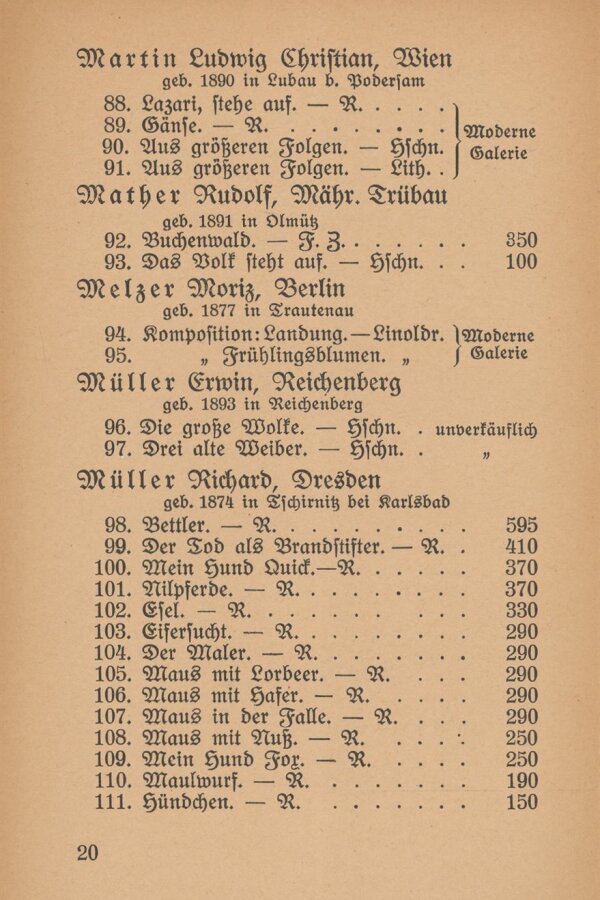 Martin Ludwig Christian, Wien
geb. 1890 in Lubau b. Podersam
88. Lazari, stehe auf. — R. . . . . .
89. Gänse. — R. . . . . . . . .
90. Aus größeren Folgen. — Hschn.
91. Aus größeren Folgen. — Lith. .
Moderne
Galerie
Mather Rudolf, Mähr. Trübau
geb. 1891 in Olmütz
92. Buchenwald. — F. Z. . . . . . . 350
93. Das Volk steht auf. — Hschn. . . 100
Melzer Moriz, Berlin
geb. 1877 in Trautenau
94. Komposition: Landung. — Linoldr.
95. „ Frühlingsblumen. „
Moderne
Galerie
Müller Erwin, Reichenberg
geb. 1893 in Reichenberg
96. Die große Wolke. — Hschn. . unverkäuflich
97. Drei alte Weiber. — Hschn. . „
Müller Richard, Dresden
geb. 1874 in Tschirnitz bei Karlsbad
98. Bettler. — R. . . . . . . . . . 595
99. Der Tod als Brandstifter. — R. . 410
100. Mein Hund Quick. — R. . . . . . 370
101. Nilpferde. — R. . . . . . . . . 370
102. Esel. — R. . . . . . . . . . 330
103. Eifersucht. — R. . . . . . . . . 290
104. Der Maler. — R. . . . . . . . 290
105. Maus mit Lorbeer. — R. . . . . 290
106. Maus mit Hafer. — R. . . . . 290
107. Maus in der Falle. — R. . . . . 290
108. Maus mit Nuß. — R. . . . . 250
109. Mein Hund Fox. — R. . . . . 250
110. Maulwurf. — R. . . . . . . . 190
111. Hündchen. — R. . . . . . . . 150
20